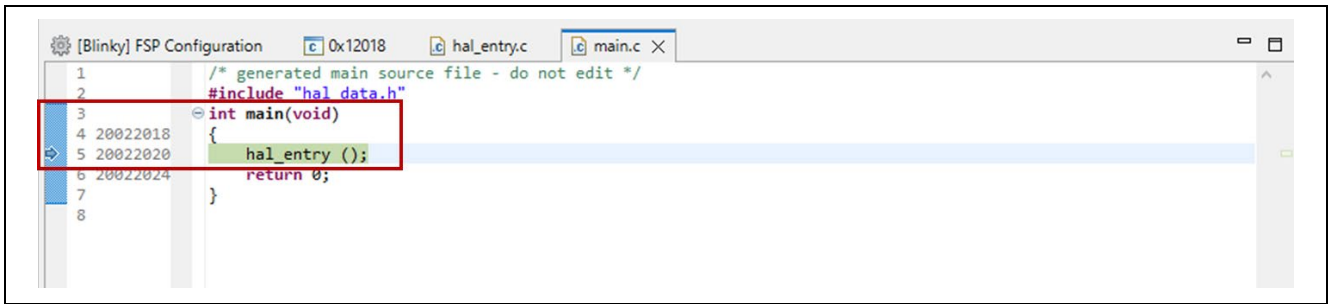 [Blinky] FSP Configuration 0x12018 hal_entry.c main.c
1 /* generated main source file - do not edit */
2 #include "hal_data.h"
3 int main(void)
4 20022018 {
5 20022020 hal_entry ();
6 20022024 return 0;
7 }
8